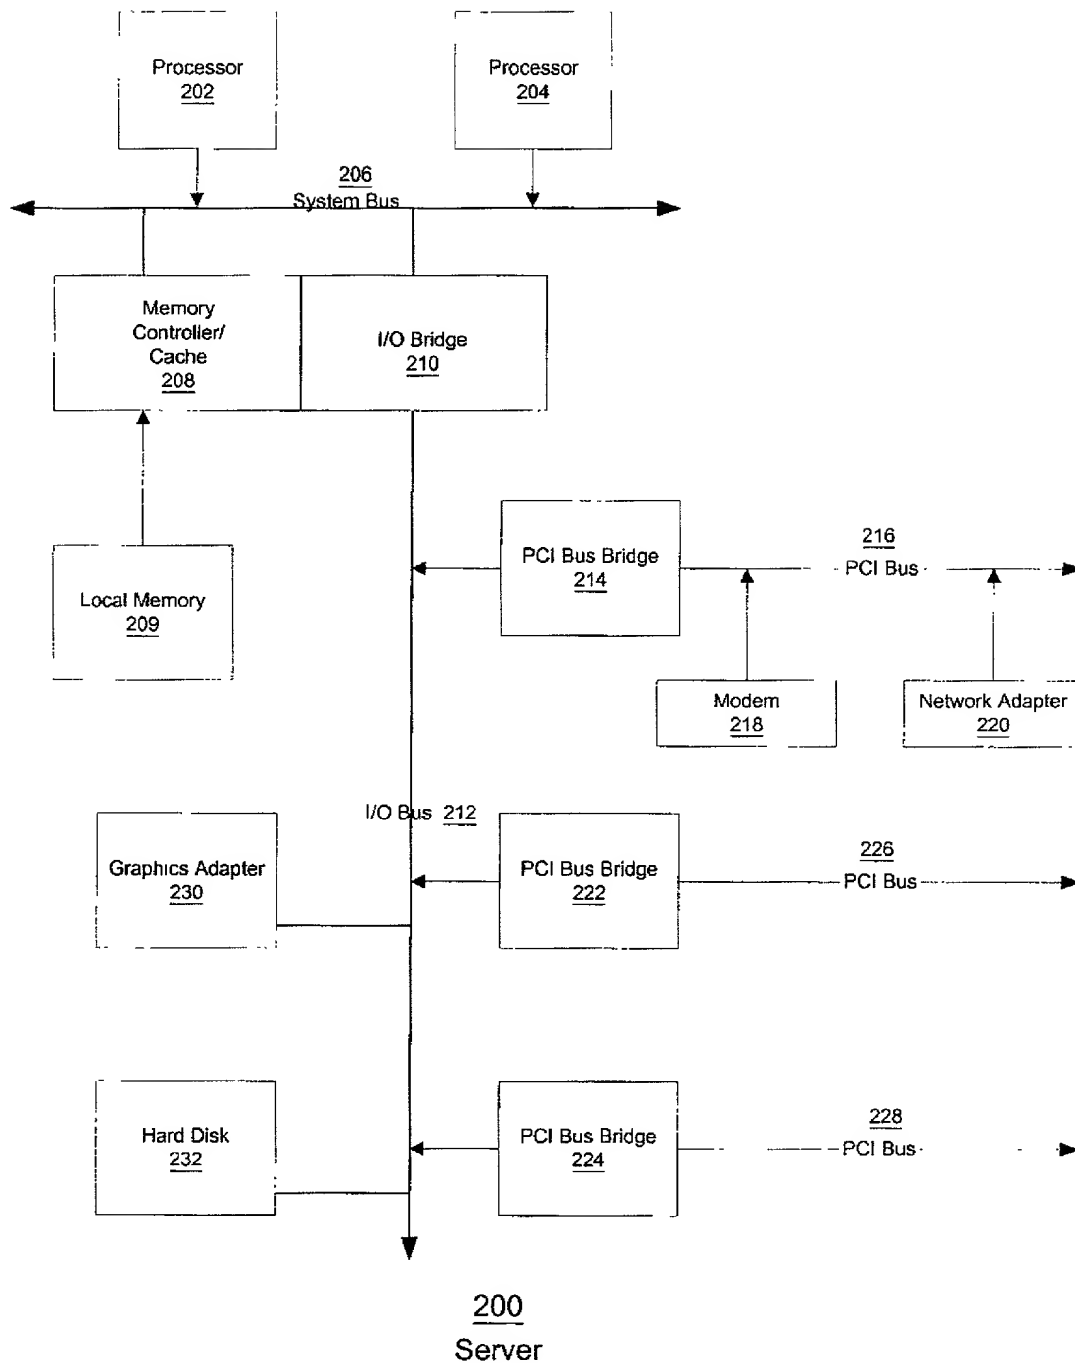 Processor
202
Processor
204
206
System Bus
Memory
Controller/
Cache
208
I/O Bridge
210
PCI Bus Bridge
214
216
PCI Bus
Local Memory
209
Modem
218
Network Adapter
220
I/O Bus 212
Graphics Adapter
230
PCI Bus Bridge
222
226
PCI Bus
Hard Disk
232
PCI Bus Bridge
224
228
PCI Bus
200
Server